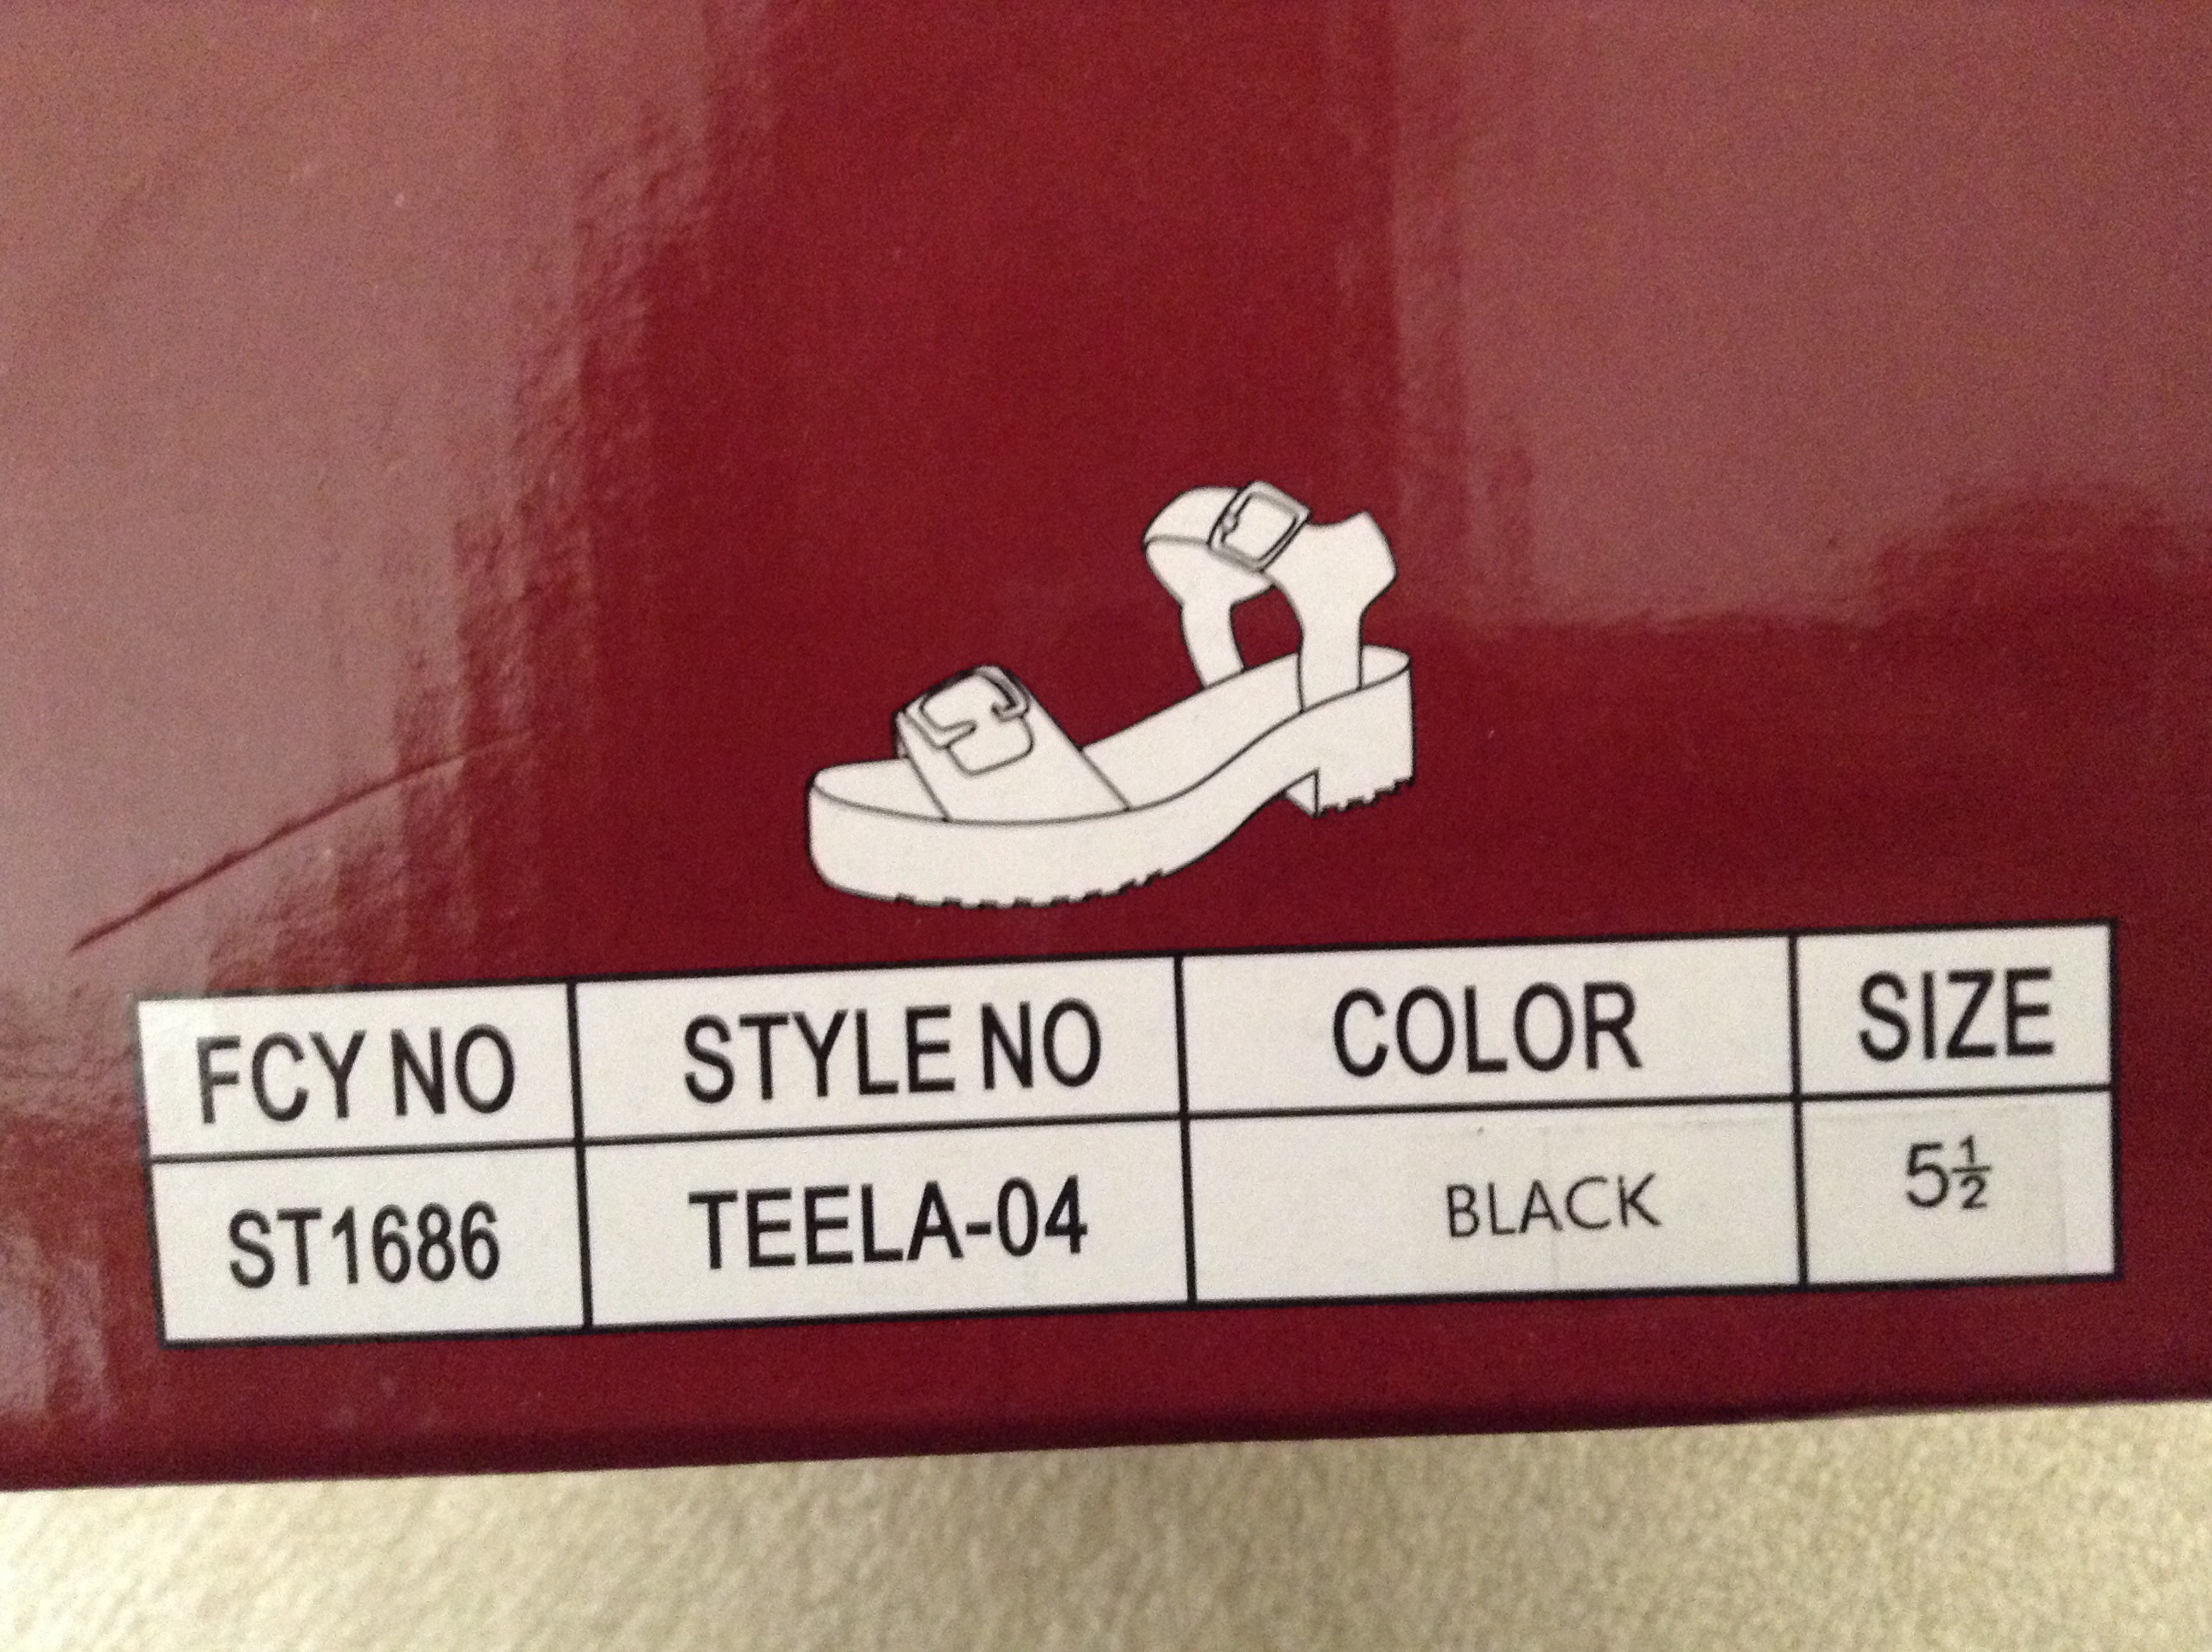 FCY NO STYLE NO COLOR SIZE
ST1686 TEELA-04 BLACK 5½